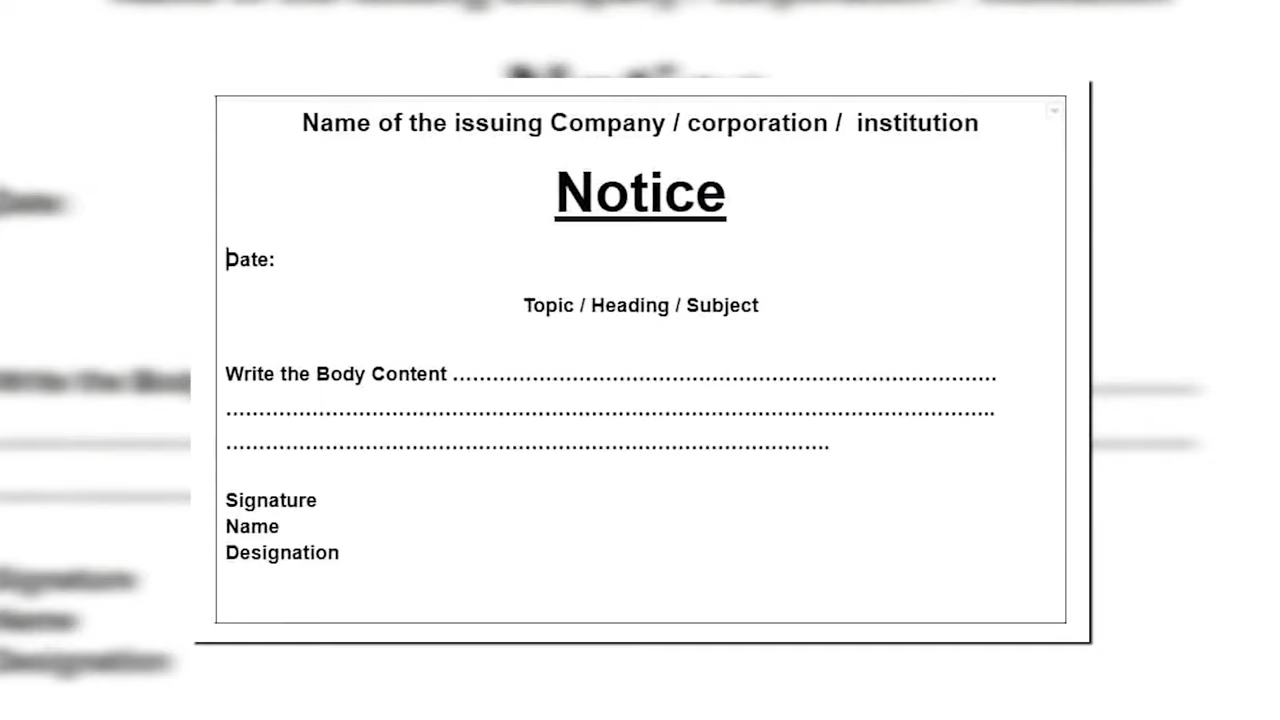 Name of the issuing Company / corporation /  institution
Notice
Date:
Topic / Heading / Subject
Write the Body Content ………………………………………………………………………
…………………………………………………………………………………………………..
………………………………………………………………………………….
Signature
Name
Designation